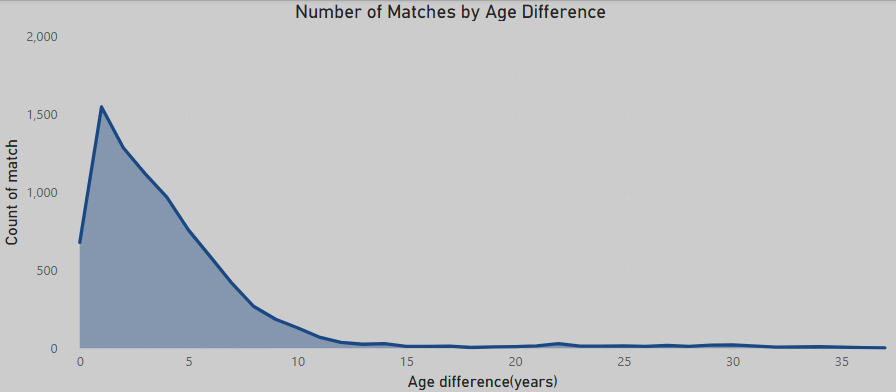 Number of Matches by Age Difference
2,000
1,500
1,000
500
0
Count of match
0 5 10 15 20 25 30 35
Age difference(years)